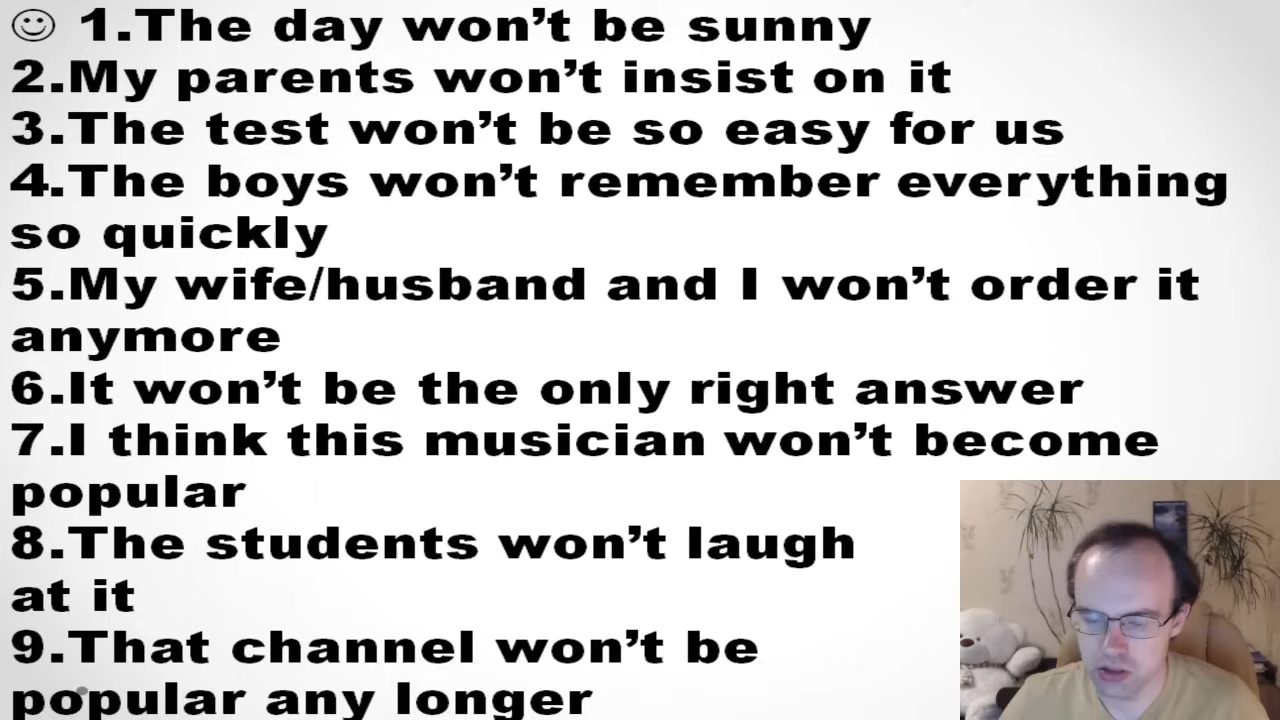 ☺ 1.The day won’t be sunny
2.My parents won’t insist on it
3.The test won’t be so easy for us
4.The boys won’t remember everything
so quickly
5.My wife/husband and I won’t order it
anymore
6.It won’t be the only right answer
7.I think this musician won’t become
popular
8.The students won’t laugh
at it
9.That channel won’t be
popular any longer